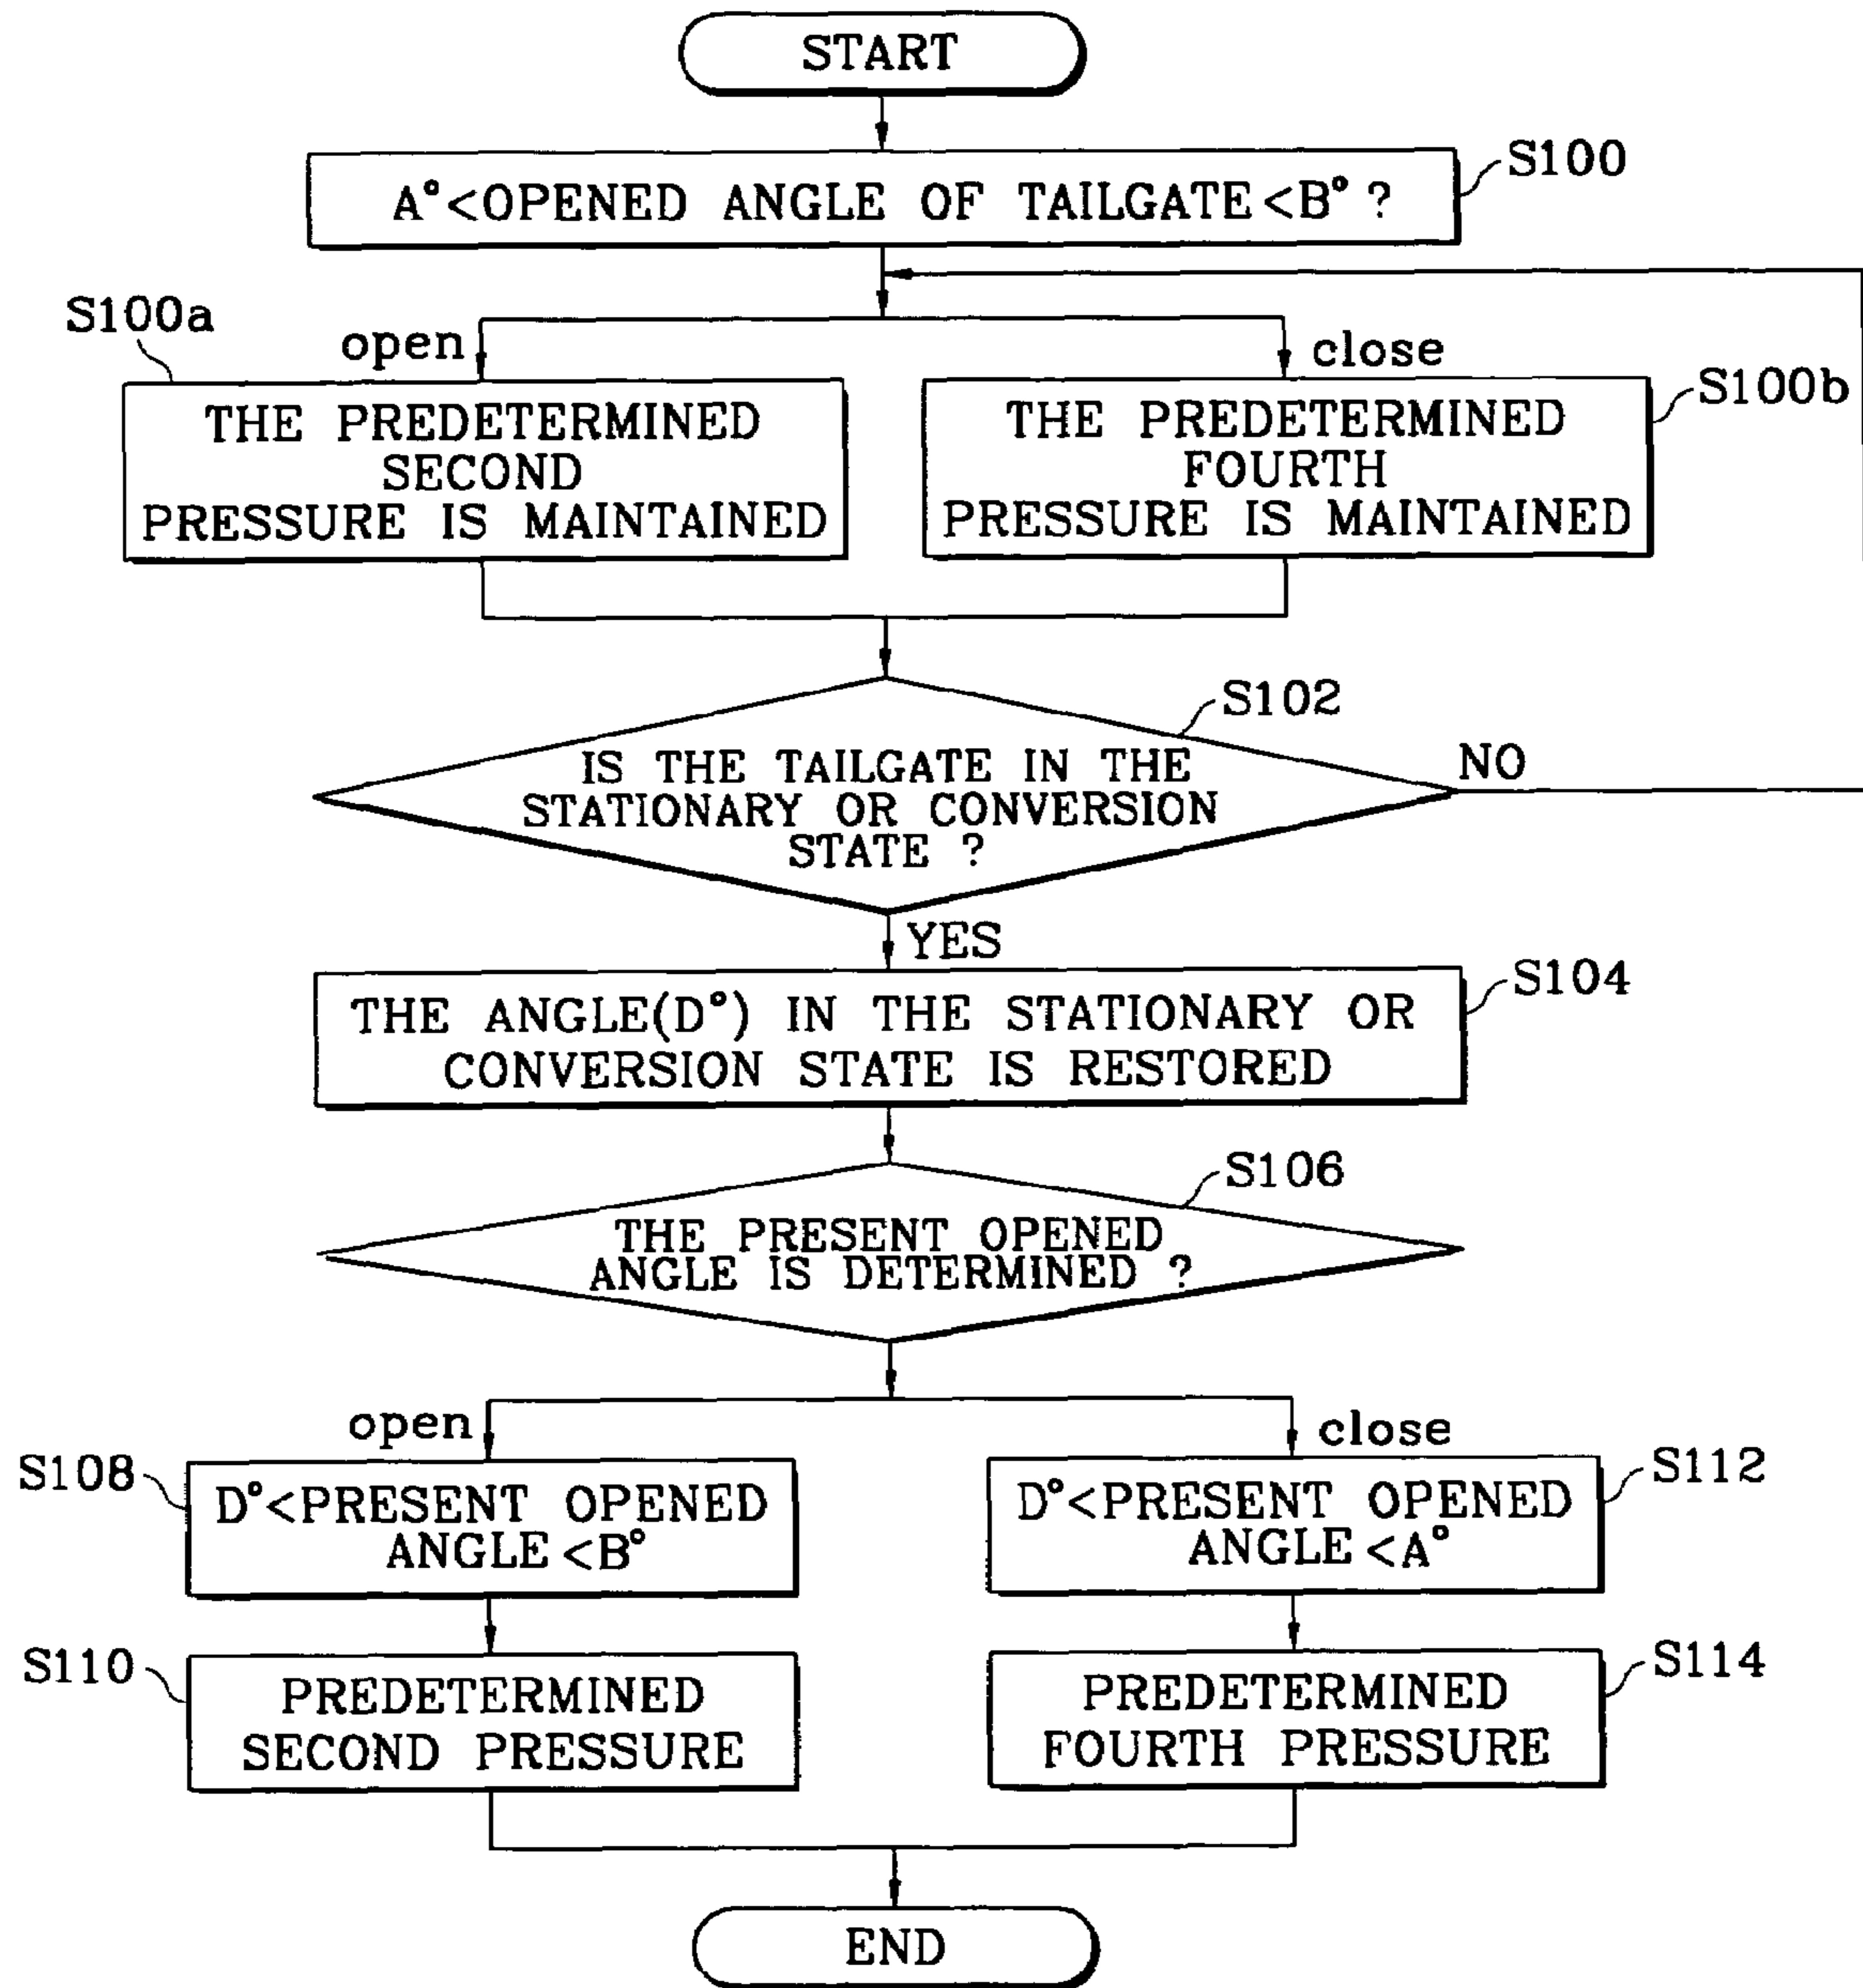 START
S100
A°<OPENED ANGLE OF TAILGATE<B°?
S100a
open
close
S100b
THE PREDETERMINED
SECOND
PRESSURE IS MAINTAINED
THE PREDETERMINED
FOURTH
PRESSURE IS MAINTAINED
S102
IS THE TAILGATE IN THE
STATIONARY OR CONVERSION
STATE ?
NO
YES
S104
THE ANGLE(D°) IN THE STATIONARY OR
CONVERSION STATE IS RESTORED
S106
THE PRESENT OPENED
ANGLE IS DETERMINED ?
open
close
S108
D°<PRESENT OPENED
ANGLE<B°
S112
D°<PRESENT OPENED
ANGLE<A°
S110
PREDETERMINED
SECOND PRESSURE
S114
PREDETERMINED
FOURTH PRESSURE
END